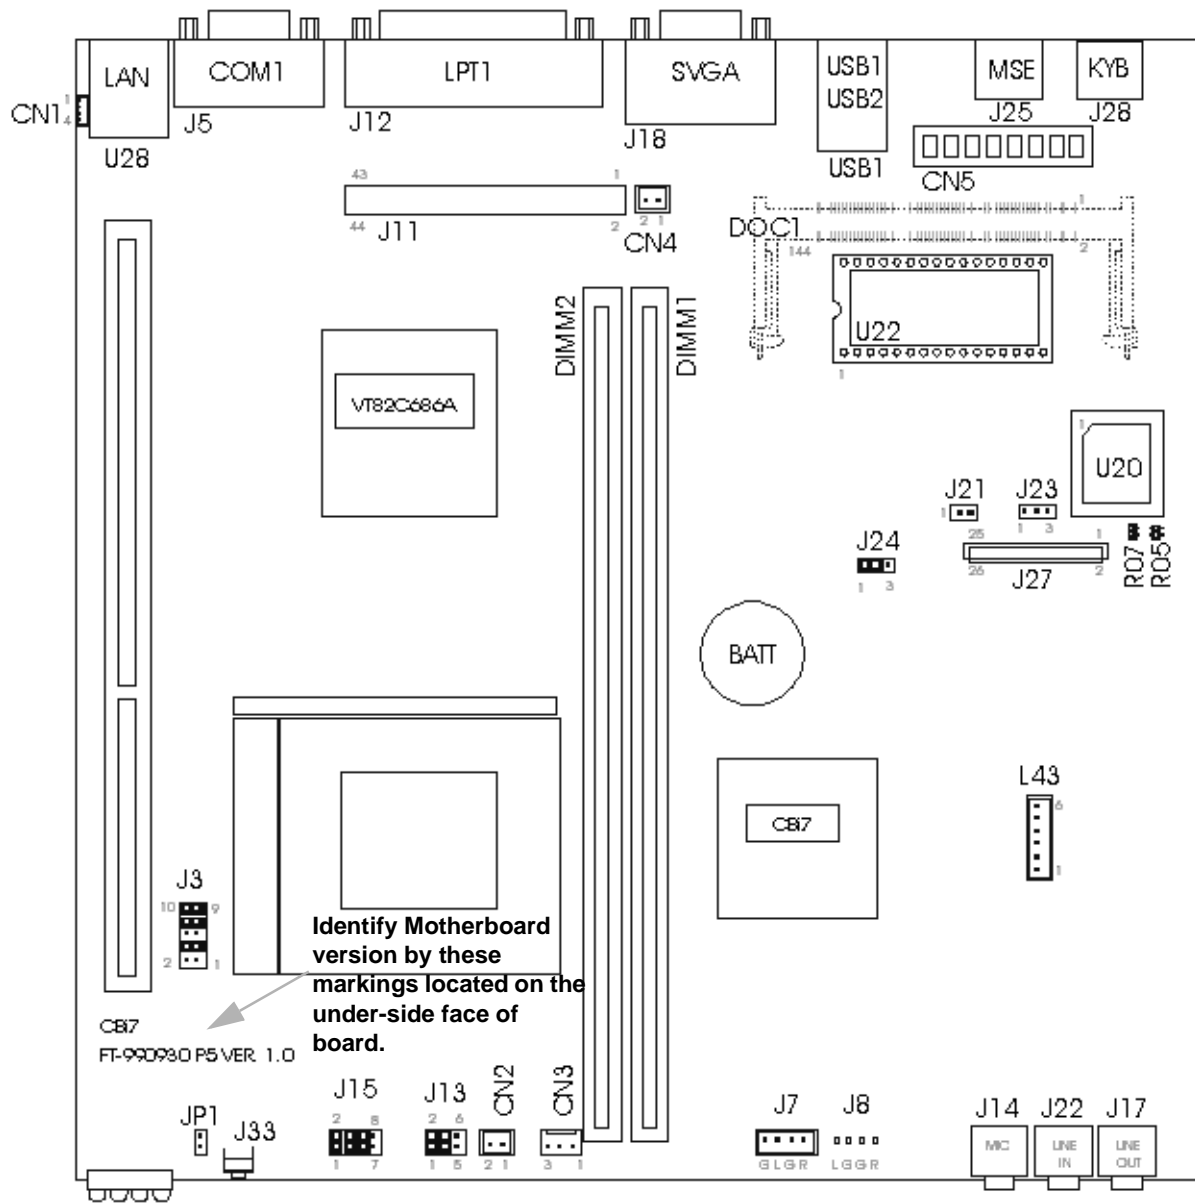 LAN
COM1
LPT1
SVGA
USB1
USB2
MSE
KYB
1
CN1
4
J5
J12
J18
J25
J28
U28
USB1
CN5
43
1
44
J11
2
2 1
CN4
DOC1
1
144
2
DIMM2
DIMM1
U22
1
VT82C686A
1
U20
J21
J23
1
1 3
25
1
J24
1 3
26
J27
2
R07
R05
BATT
L43
6
1
CBi7
J3
10
9
2
1
Identify Motherboard
version by these
markings located on the
under-side face of
board.
CBi7
FT-990930 P5 VER. 1.0
JP1
J33
J15
2 8
1 7
J13
2 6
1 5
CN2
2 1
CN3
3 1
J7
G L G R
J8
L G G R
J14
J22
J17
MIC
LINE
IN
LINE
OUT